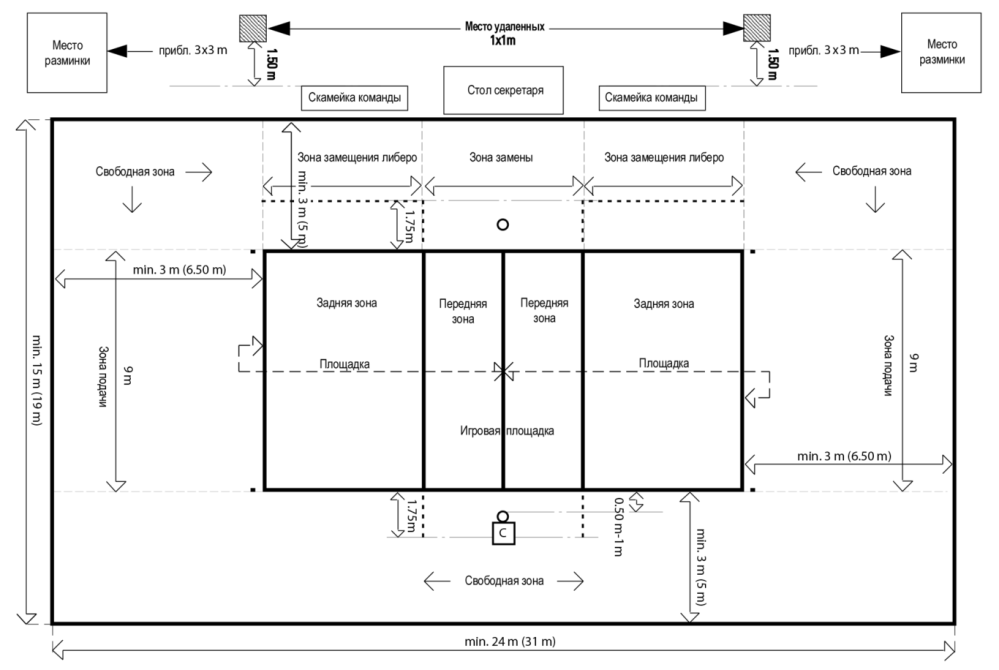 Место
разминки
прибл. 3x3 m
Место удаленных
1x1m
прибл. 3x3 m
Место
разминки
1.50 m
1.50 m
Скамейка команды
Стол секретаря
Скамейка команды
Свободная зона
Зона замещения либеро
Зона замены
Зона замещения либеро
Свободная зона
min. 3 m (5 m)
1.75m
min. 3 m (6.50 m)
Задняя зона
Передняя
зона
Передняя
зона
Задняя зона
min. 15 m (19 m)
Зона подачи
9 m
Площадка
Площадка
Зона подачи
9 m
Игровая площадка
min. 3 m (6.50 m)
1.75m
С
0.50 m-1 m
min. 3 m (5 m)
Свободная зона
min. 24 m (31 m)